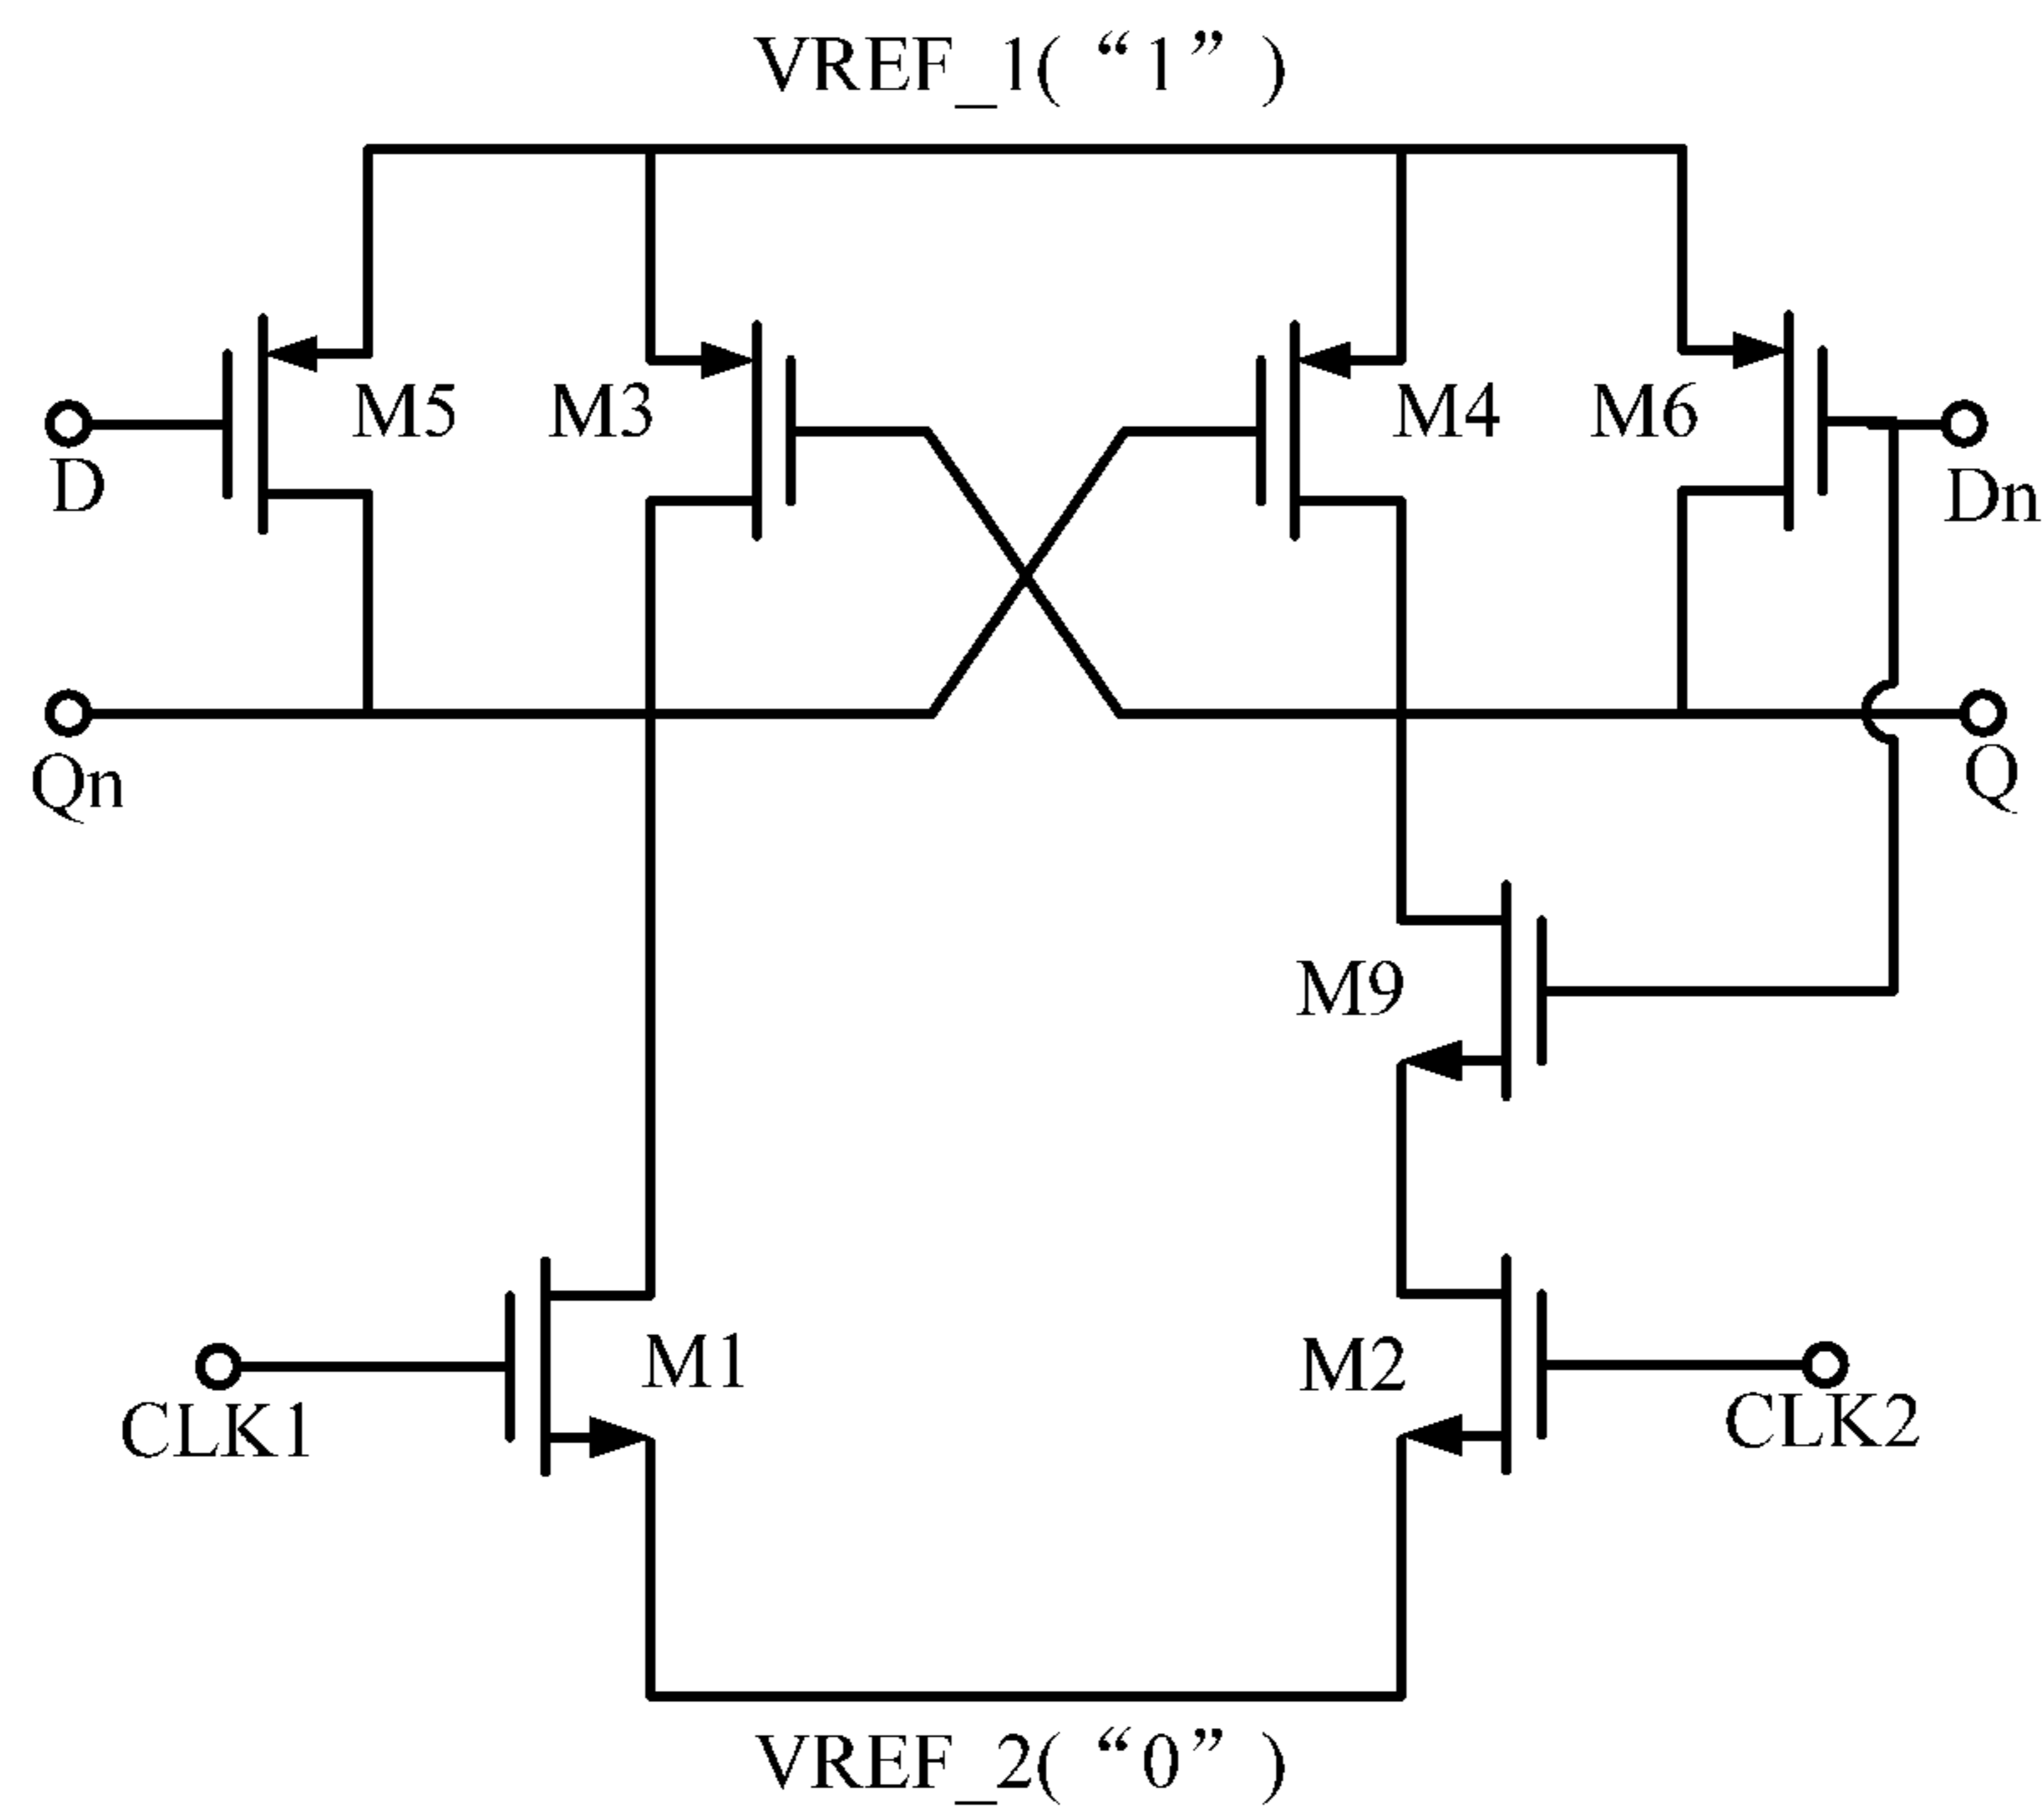 VREF_1(“1”)
M5
M3
M4
M6
D
Dn
Qn
Q
M9
M1
M2
CLK1
CLK2
VREF_2(“0”)